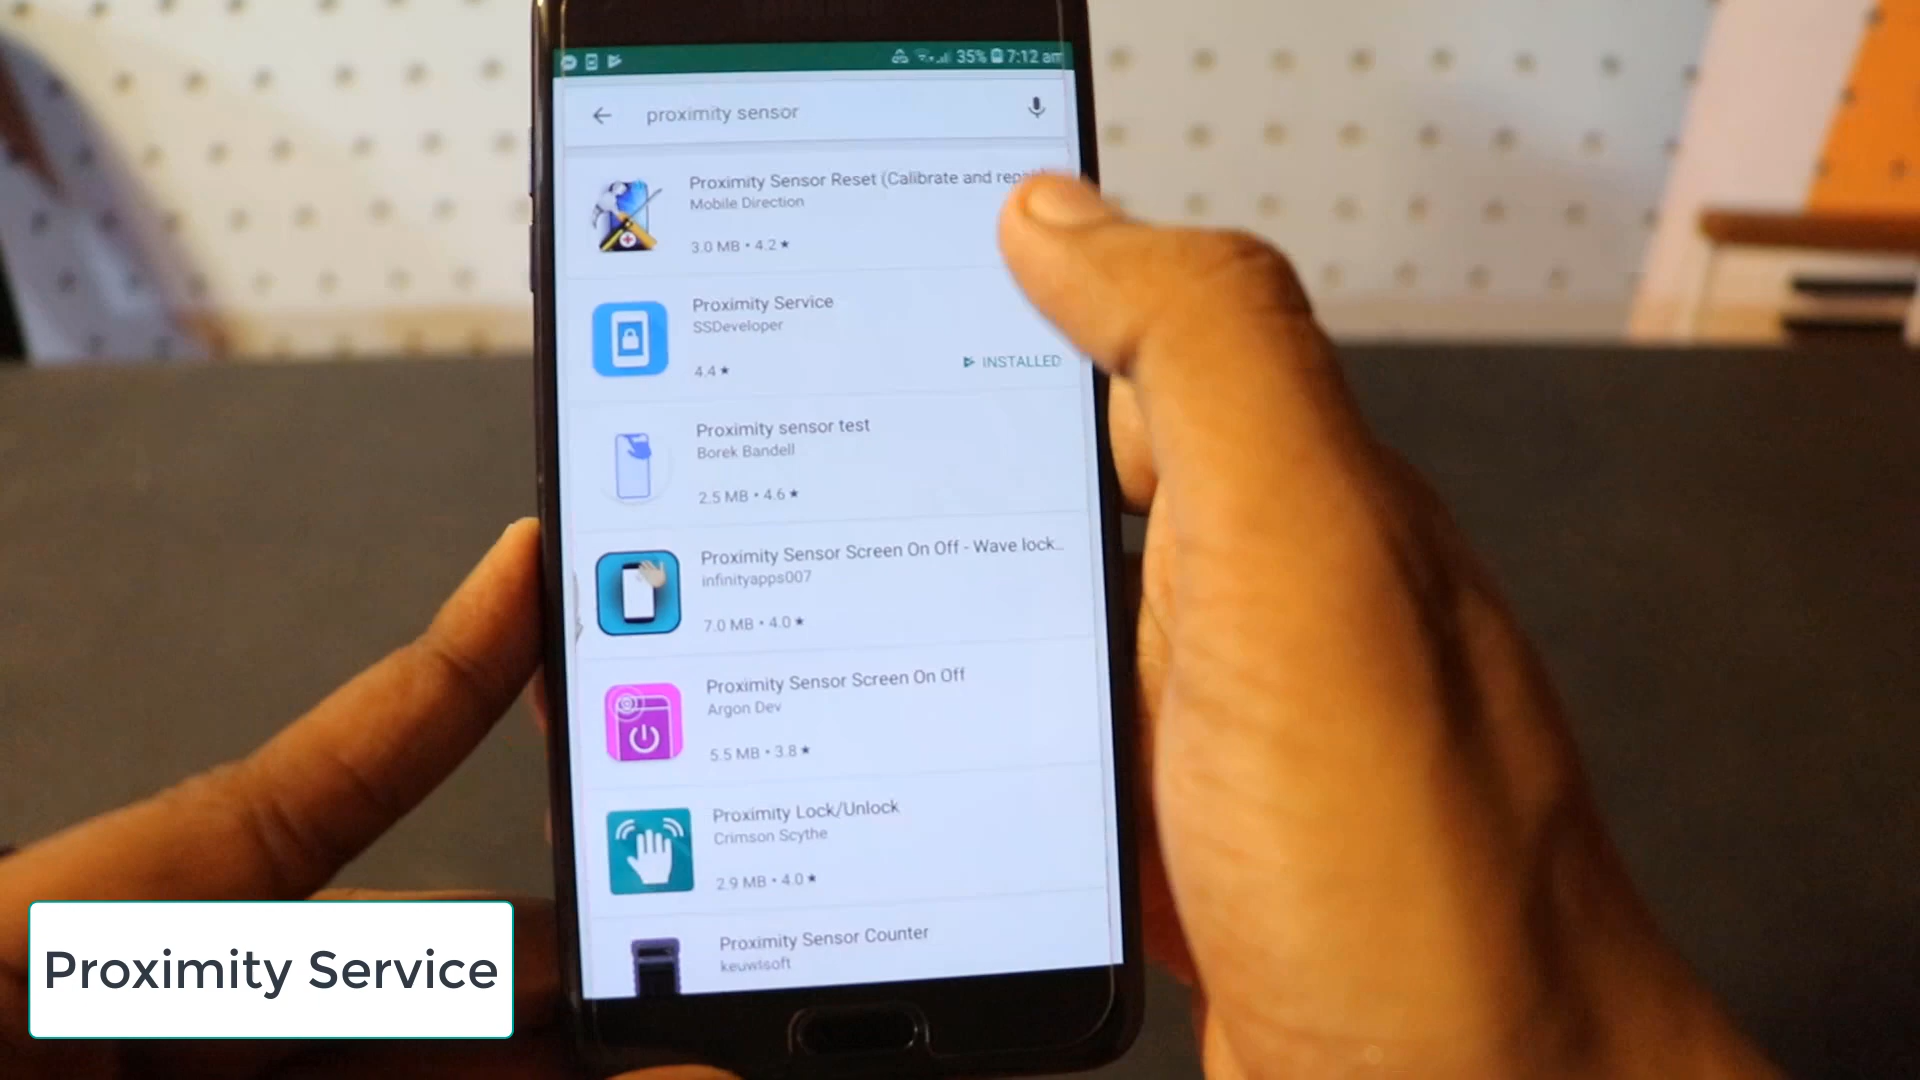 35% 7:12 am
proximity sensor
Proximity Sensor Reset (Calibrate and
Mobile Direction
3.0 MB • 4.2 ★
Proximity Service
SSDeveloper
4.4 ★
INSTALLED
Proximity sensor test
Borek Bandell
2.5 MB • 4.6 ★
Proximity Sensor Screen On Off - Wave lock...
infinityapps007
7.0 MB • 4.0 ★
Proximity Sensor Screen On Off
Argon Dev
5.5 MB • 3.8 ★
Proximity Lock/Unlock
Crimson Scythe
2.9 MB • 4.0 ★
Proximity Sensor Counter
keuwlsoft
Proximity Service